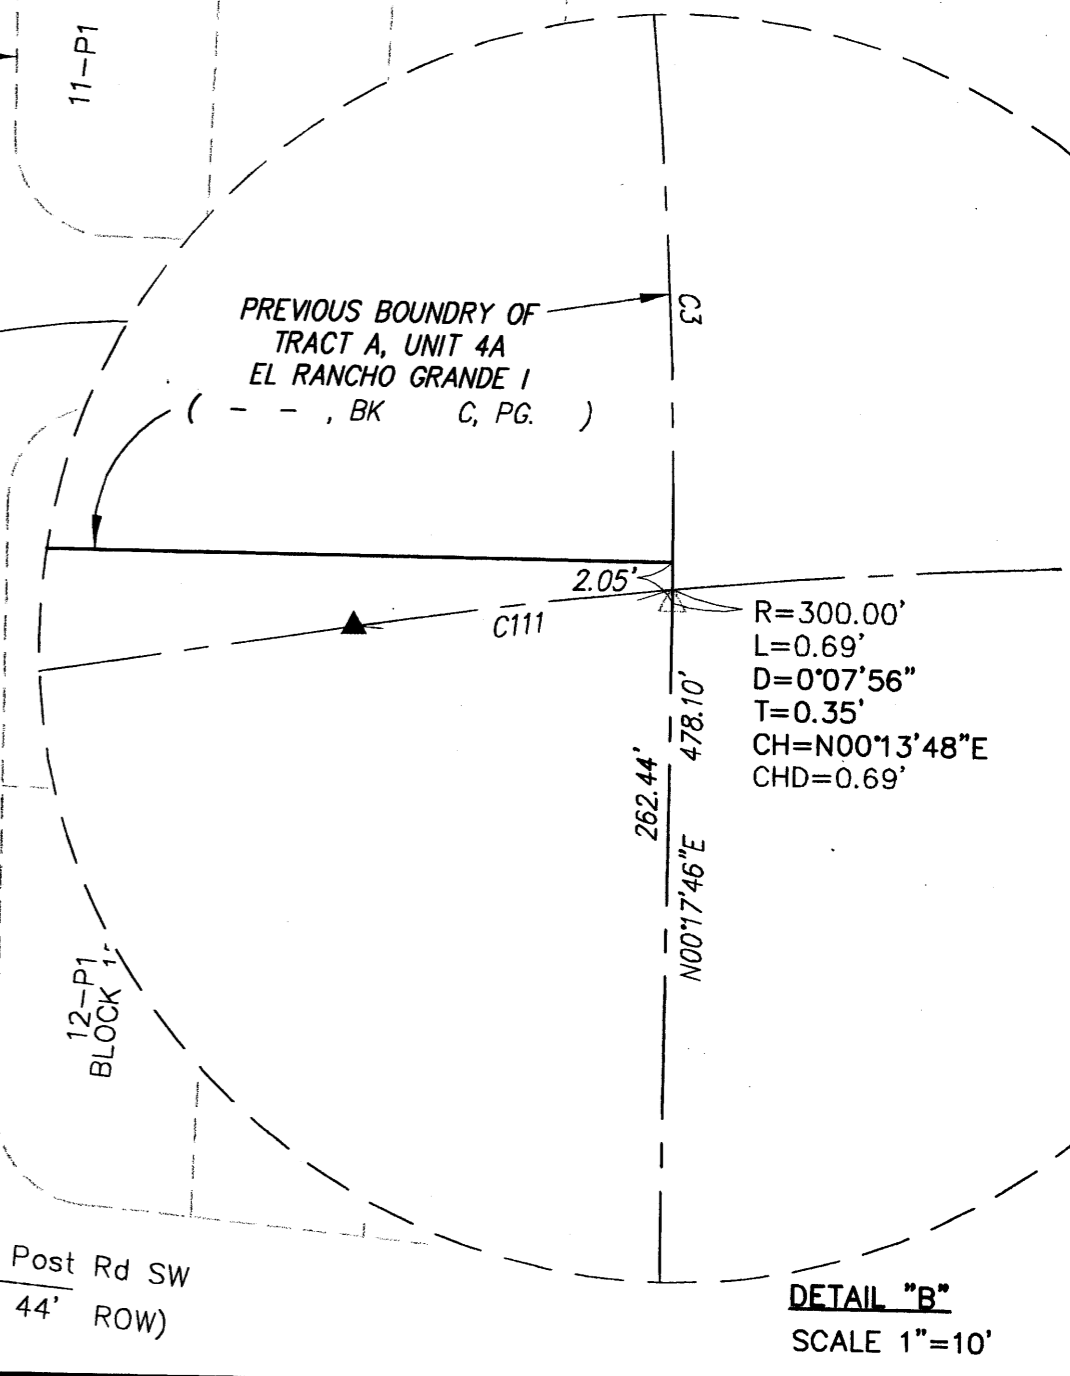 11-P1
PREVIOUS BOUNDRY OF
TRACT A, UNIT 4A
EL RANCHO GRANDE I
( - - , BK C, PG. )
C3
2.05'
C111
R=300.00'
L=0.69'
D=0°07'56"
T=0.35'
CH=N00°13'48"E
CHD=0.69'
478.10'
262.44'
N00°17'46"E
12-P1
BLOCK
Post Rd SW
44' ROW)
DETAIL "B"
SCALE 1"=10'